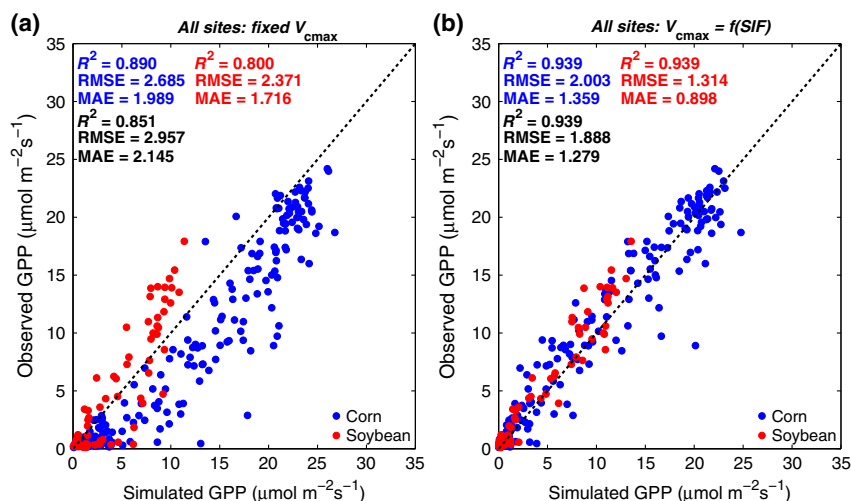 (a)
All sites: fixed Vcmax
R² = 0.890
RMSE = 2.685
MAE = 1.989
R² = 0.800
RMSE = 2.371
MAE = 1.716
R² = 0.851
RMSE = 2.957
MAE = 2.145
Observed GPP (μmol m⁻²s⁻¹)
35
30
25
20
15
10
5
0
0 5 10 15 20 25 30 35
Corn
Soybean
Simulated GPP (μmol m⁻²s⁻¹)
(b)
All sites: Vcmax = f(SIF)
R² = 0.939
RMSE = 2.003
MAE = 1.359
R² = 0.939
RMSE = 1.314
MAE = 0.898
R² = 0.939
RMSE = 1.888
MAE = 1.279
Observed GPP (μmol m⁻²s⁻¹)
35
30
25
20
15
10
5
0
0 5 10 15 20 25 30 35
Corn
Soybean
Simulated GPP (μmol m⁻²s⁻¹)